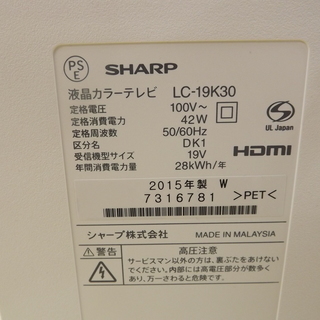 PS E
SHARP
液晶カラーテレビ LC-19K30
定格電圧 100V～
定格消費電力 42W
定格周波数 50/60Hz
区分名 DK1
受信機型サイズ 19V
年間消費電力量 28kWh/年
UL Japan
HDMI
2015年製 W
7316781 >PET<
シャープ株式会社 MADE IN MALAYSIA
警告 高圧注意
サービスマン以外の方は、裏ぶたをあけないで
ください。内部には高電圧部分が数多く
あり、万一さわると危険です。